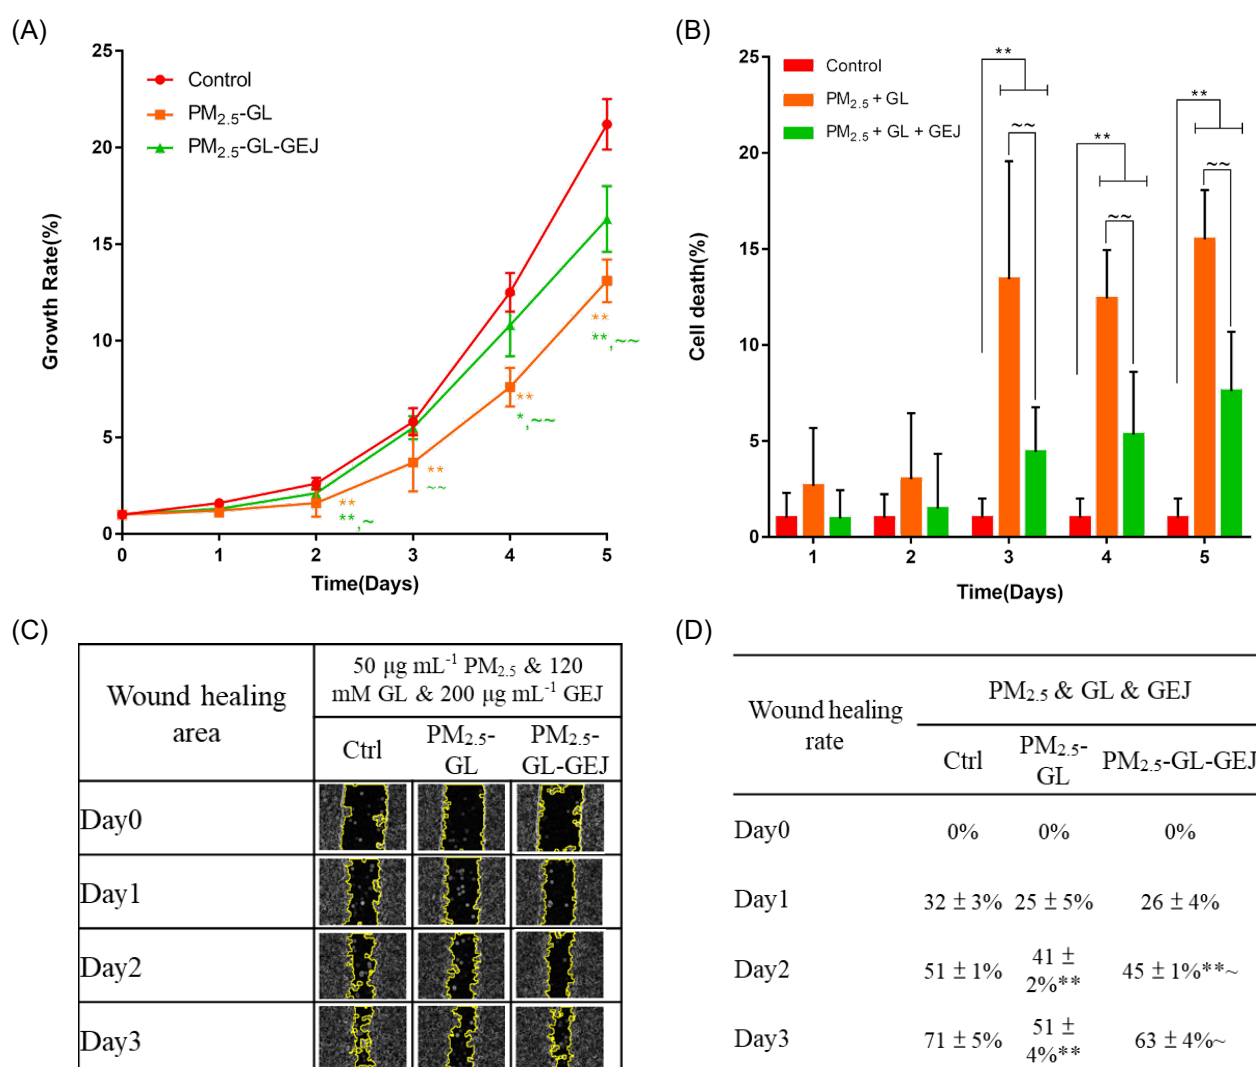 (A)
25
20
15
10
5
0
Growth Rate(%)
Control
PM2.5-GL
PM2.5-GL-GEJ
**
**,~
**
~~
**
*,~~
**
**,~~
0 1 2 3 4 5
Time(Days)
(B)
25
20
15
10
5
0
Cell death(%)
Control
PM2.5 + GL
PM2.5 + GL + GEJ
**
~~
**
~~
**
~~
1 2 3 4 5
Time(Days)
(C)
Wound healing
area
50 μg mL-1 PM2.5 & 120
mM GL & 200 μg mL-1 GEJ
Ctrl
PM2.5-
GL
PM2.5-
GL-GEJ
Day0
Day1
Day2
Day3
(D)
Wound healing
rate
PM2.5 & GL & GEJ
Ctrl
PM2.5-
GL
PM2.5-GL-GEJ
Day0 0% 0% 0%
Day1 32 ± 3% 25 ± 5% 26 ± 4%
Day2 51 ± 1% 41 ±
2%** 45 ± 1%**~
Day3 71 ± 5% 51 ±
4%** 63 ± 4%~